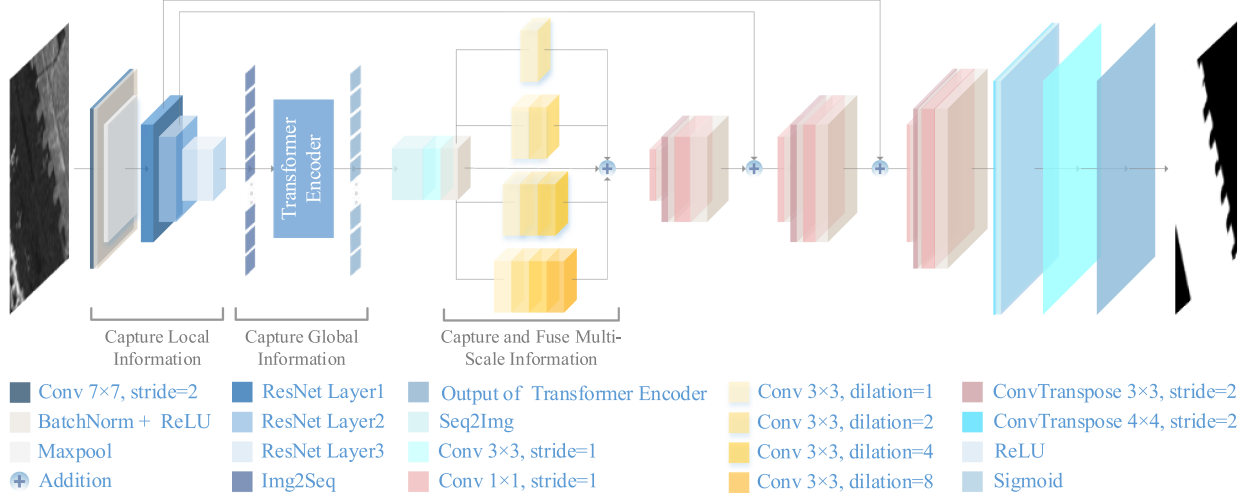 Transformer
Encoder
Capture Local
Information
Capture Global
Information
Capture and Fuse Multi-
Scale Information
Conv 7×7, stride=2
BatchNorm + ReLU
Maxpool
Addition
ResNet Layer1
ResNet Layer2
ResNet Layer3
Img2Seq
Output of Transformer Encoder
Seq2Img
Conv 3×3, stride=1
Conv 1×1, stride=1
Conv 3×3, dilation=1
Conv 3×3, dilation=2
Conv 3×3, dilation=4
Conv 3×3, dilation=8
ConvTranspose 3×3, stride=2
ConvTranspose 4×4, stride=2
ReLU
Sigmoid